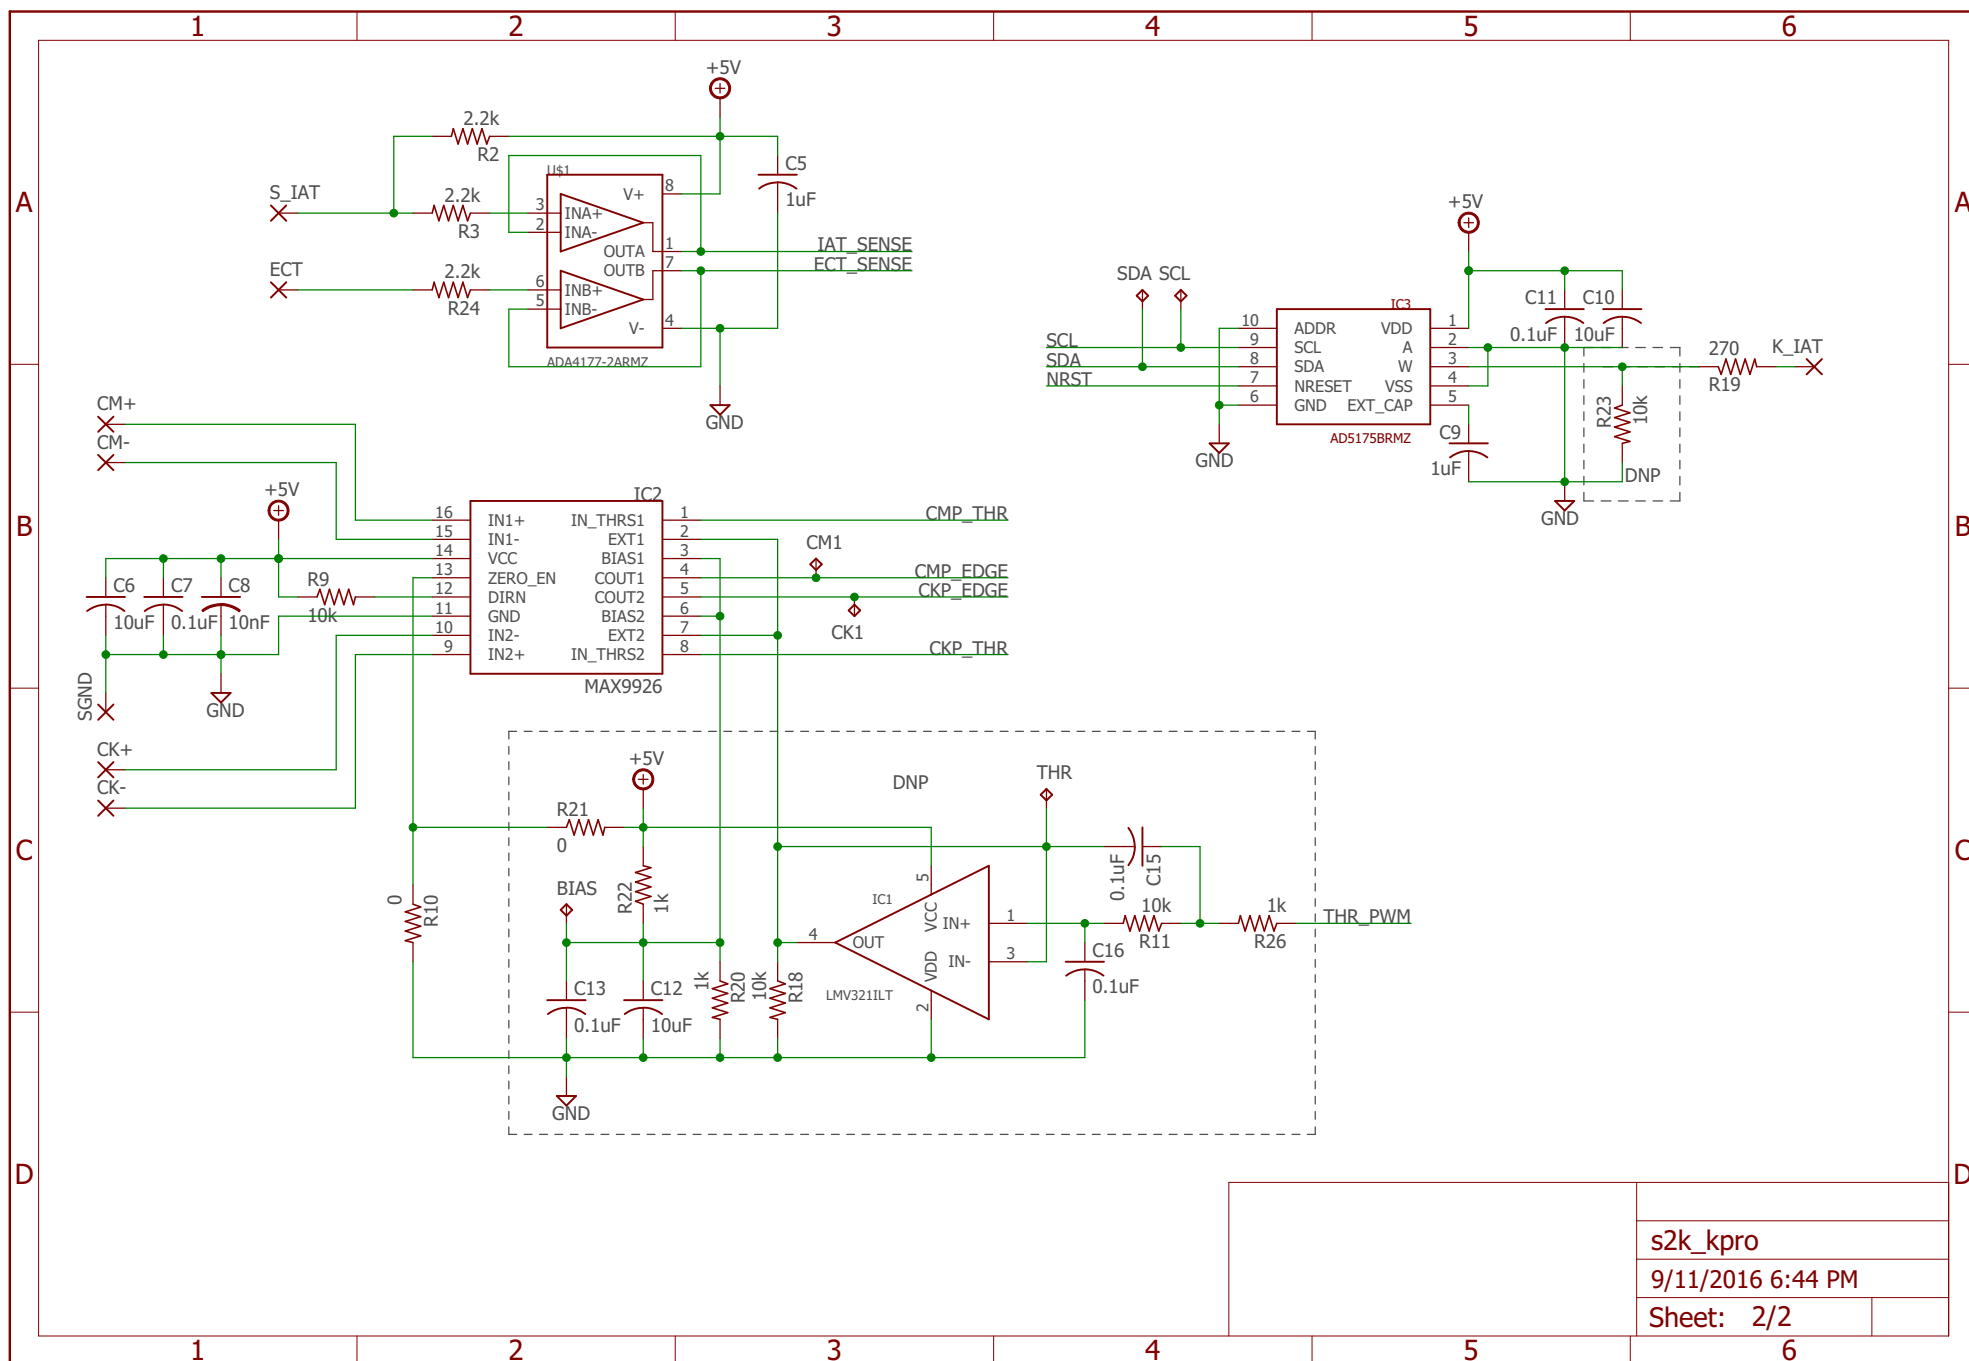 1 2 3 4 5 6
A A
B B
C C
D D
+5V
2.2k
R2
U$1
C5
1uF
S_IAT
2.2k
R3
3 INA+
2 INA-
V+ 8
OUTA 1
OUTB 7
IAT_SENSE
ECT_SENSE
ECT
2.2k
R24
6 INB+
5 INB-
V- 4
ADA4177-2ARMZ
GND
+5V
SDA SCL
IC3
C11
0.1uF
C10
10uF
SCL
SDA
NRST
10 ADDR VDD 1
9 SCL A 2
8 SDA W 3
7 NRESET VSS 4
6 GND EXT_CAP 5
AD5175BRMZ
GND
C9
1uF
R23
10k
DNP
GND
270
R19
K_IAT
CM+
CM-
+5V
IC2
16 IN1+ IN_THRS1 1
15 IN1- EXT1 2
14 VCC BIAS1 3
13 ZERO_EN COUT1 4
12 DIRN COUT2 5
11 GND BIAS2 6
10 IN2- EXT2 7
9 IN2+ IN_THRS2 8
MAX9926
CMP_THR
CM1
CMP_EDGE
CKP_EDGE
CK1
CKP_THR
C6
10uF
C7
0.1uF
C8
10nF
R9
10k
SGND
GND
CK+
CK-
+5V
DNP
THR
R21
0
0
R10
BIAS
R22
1k
C13
0.1uF
C12
10uF
1k
R20
10k
R18
IC1
5
VCC
IN+ 1
4 OUT
IN- 3
VDD
2
LMV321ILT
0.1uF
C15
10k
R11
1k
R26
THR_PWM
C16
0.1uF
GND
s2k_kpro
9/11/2016 6:44 PM
Sheet: 2/2
1 2 3 4 5 6